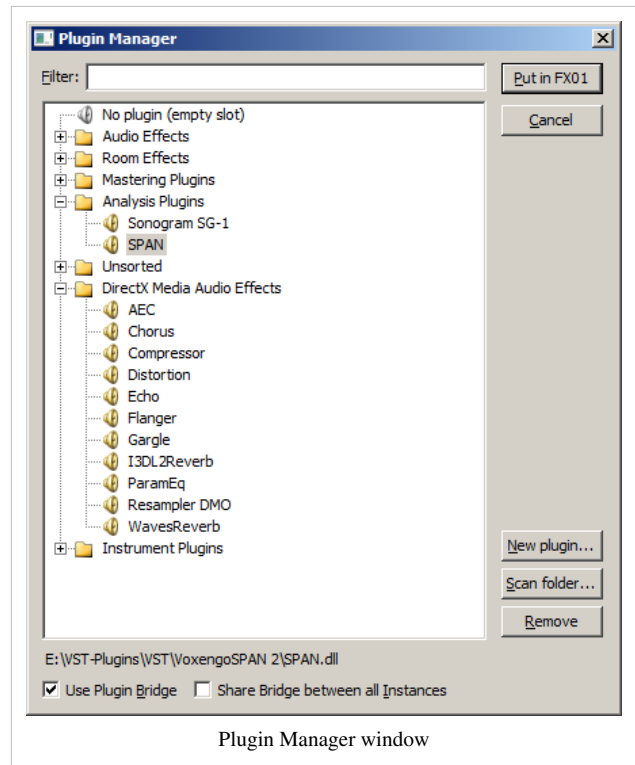 Plugin Manager
Filter:
Put in FX01
No plugin (empty slot)
Cancel
Audio Effects
Room Effects
Mastering Plugins
Analysis Plugins
Sonogram SG-1
SPAN
Unsorted
DirectX Media Audio Effects
AEC
Chorus
Compressor
Distortion
Echo
Flanger
Gargle
I3DL2Reverb
ParamEq
Resampler DMO
WavesReverb
Instrument Plugins
New plugin...
Scan folder...
Remove
E:\VST-Plugins\VST\VoxengoSPAN 2\SPAN.dll
Use Plugin Bridge Share Bridge between all Instances
Plugin Manager window